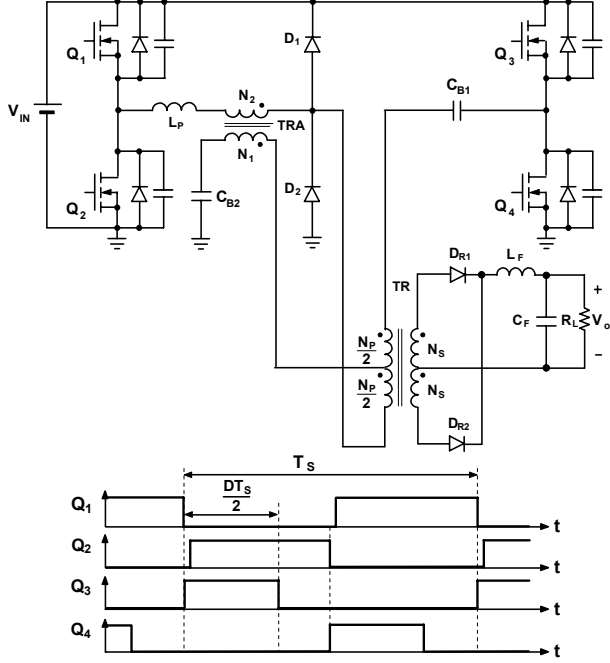 Q1
D1
Q3
CB1
VIN
N2
LP
TRA
N1
Q2
CB2
D2
Q4
DR1
LF
TR
+
NP/2
NS
CF
RL
Vo
NP/2
NS
−
DR2
TS
Q1
DTS/2
t
Q2
t
Q3
t
Q4
t